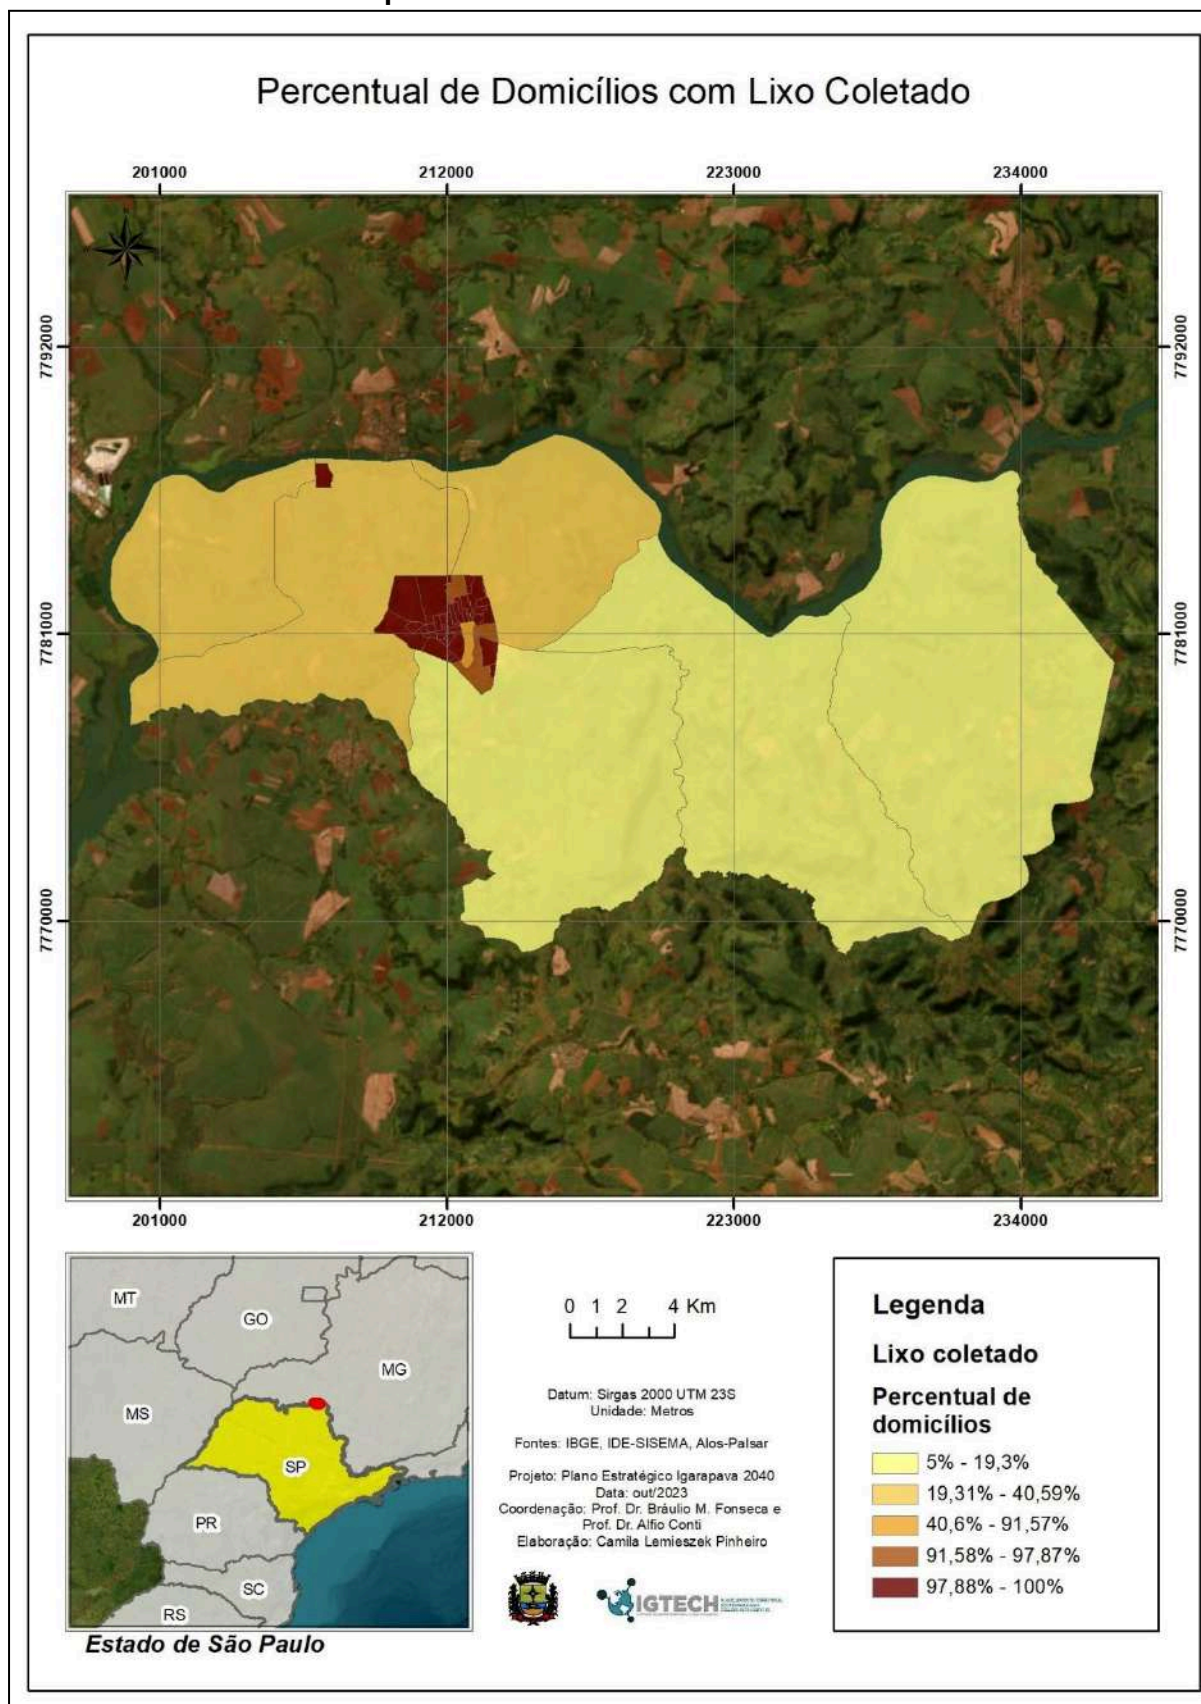 Percentual de Domicílios com Lixo Coletado
201000 212000 223000 234000
7792000 7792000
7781000 7781000
7770000 7770000
201000 212000 223000 234000
MT
GO
MG
MS
SP
PR
SC
RS
Estado de São Paulo
0 1 2 4 Km
Datum: Sirgas 2000 UTM 23S
Unidade: Metros
Fontes: IBGE, IDE-SISEMA, Alos-Palsar
Projeto: Plano Estratégico Igarapava 2040
Data: out/2023
Coordenação: Prof. Dr. Bráulio M. Fonseca e
Prof. Dr. Alfio Conti
Elaboração: Camila Lemieszek Pinheiro
IGTECH
Legenda
Lixo coletado
Percentual de
domicílios
5% - 19,3%
19,31% - 40,59%
40,6% - 91,57%
91,58% - 97,87%
97,88% - 100%